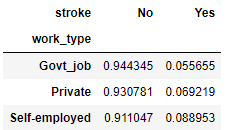 stroke No Yes
work_type
Govt_job 0.944345 0.055655
Private 0.930781 0.069219
Self-employed 0.911047 0.088953